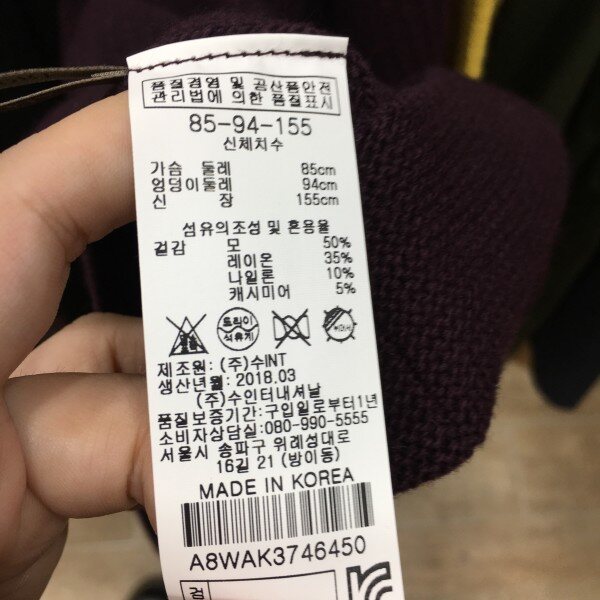 품질경영 및 공산품안전
관리법에 의한 품질표시
85-94-155
신체치수
가슴 둘레 85cm
엉덩이둘레 94cm
신 장 155cm
섬유의조성 및 혼용율
겉감 모 50%
레이온 35%
나일론 10%
캐시미어 5%
드라이
석유계
제조원: (주)수INT
생산년월: 2018.03
(주)수인터내셔날
품질보증기간:구입일로부터1년
소비자상담실:080-990-5555
서울시 송파구 위례성대로
16길 21 (방이동)
MADE IN KOREA
A8WAK3746450
검